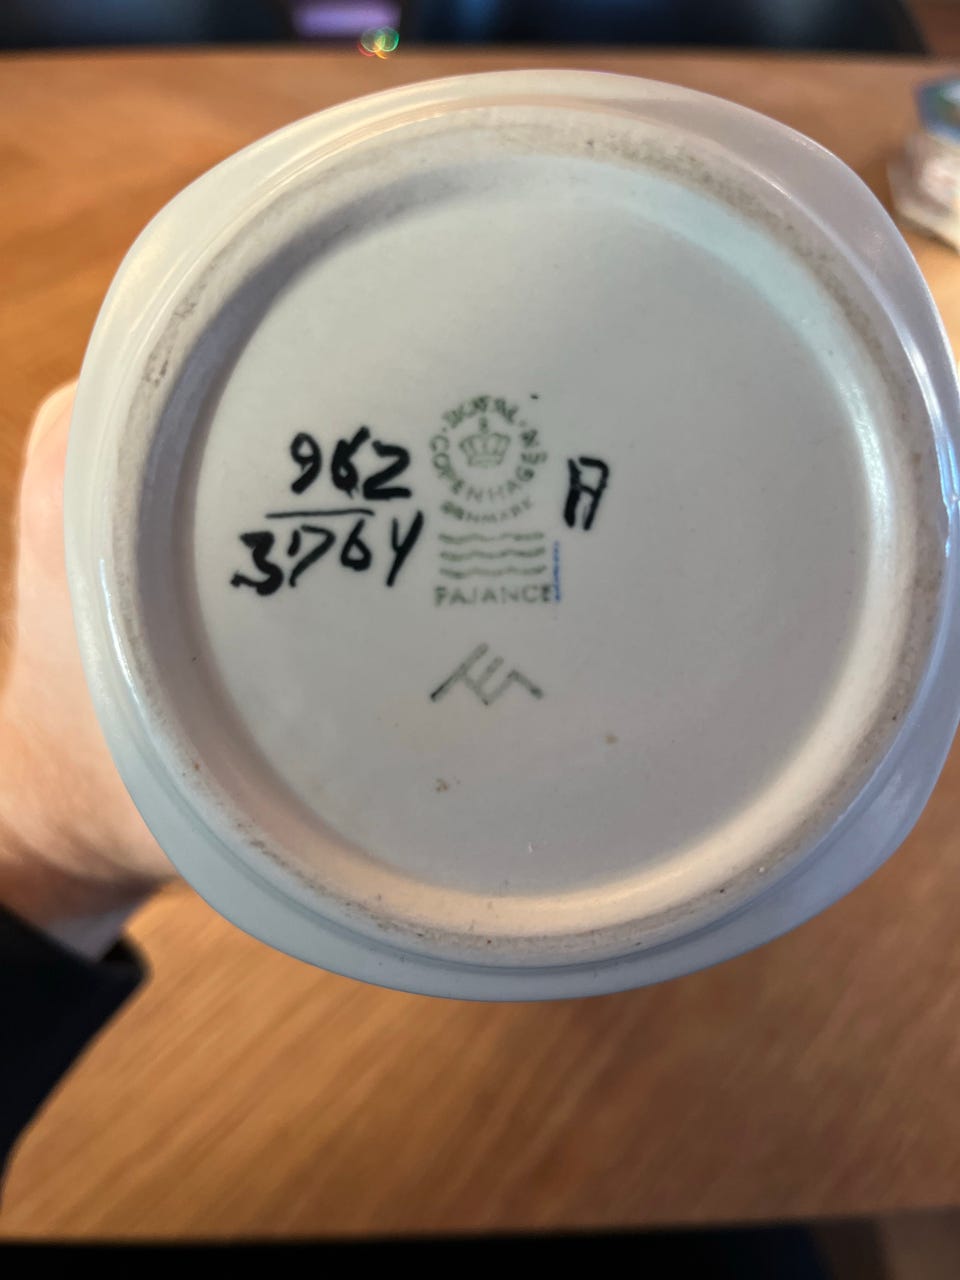 ROYAL COPENHAGEN
DENMARK
FAJANCE
962
3764